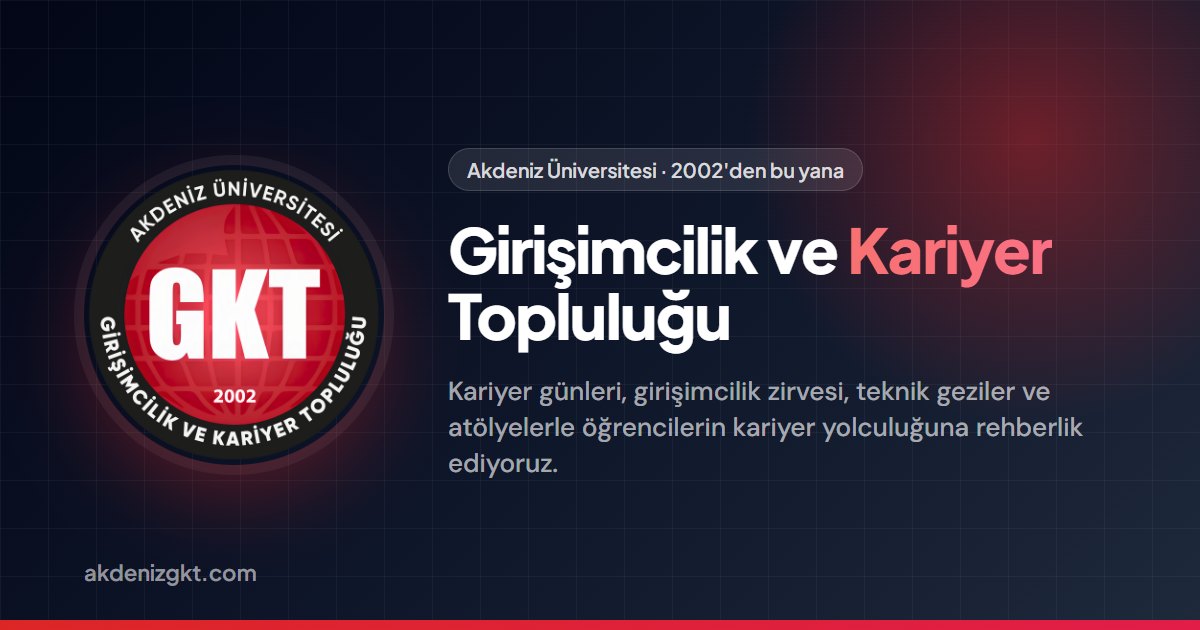 AKDENİZ ÜNİVERSİTESİ
GKT
2002
GİRİŞİMCİLİK VE KARİYER TOPLULUĞU
Akdeniz Üniversitesi · 2002'den bu yana
Girişimcilik ve Kariyer
Topluluğu
Kariyer günleri, girişimcilik zirvesi, teknik geziler ve
atölyelerle öğrencilerin kariyer yolculuğuna rehberlik
ediyoruz.
akdenizgkt.com